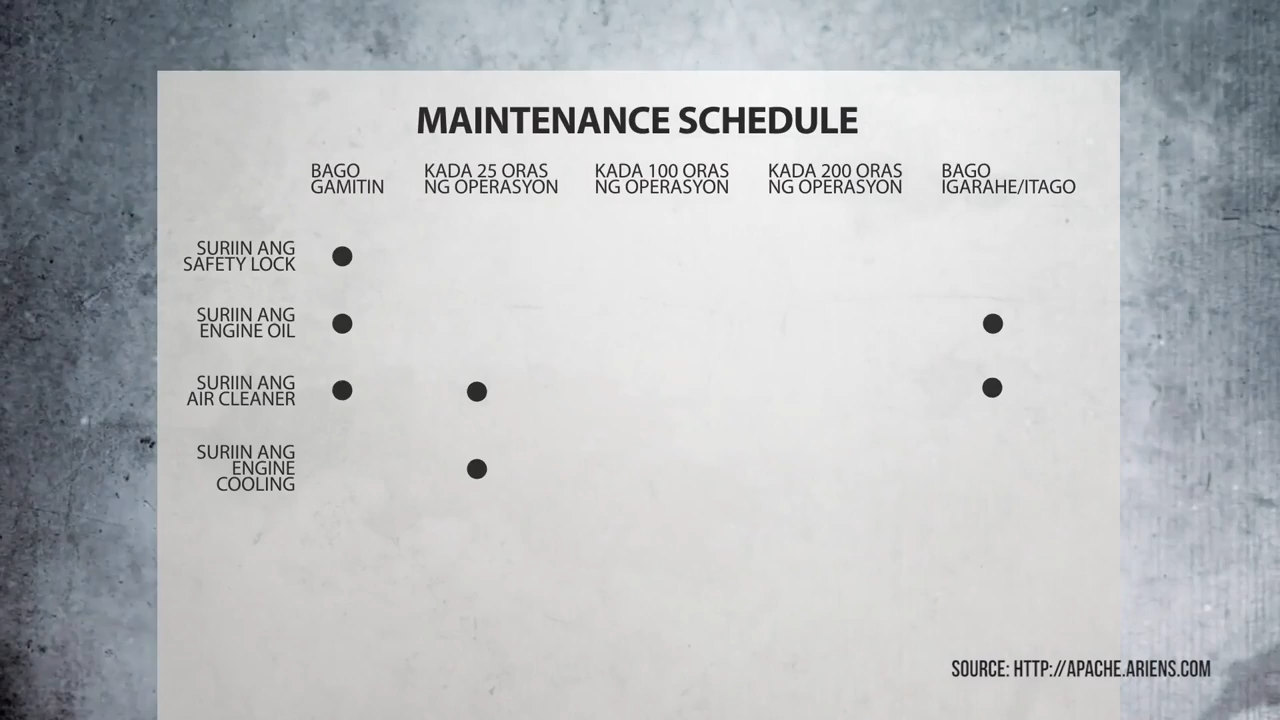 MAINTENANCE SCHEDULE
BAGO
GAMITIN
KADA 25 ORAS
NG OPERASYON
KADA 100 ORAS
NG OPERASYON
KADA 200 ORAS
NG OPERASYON
BAGO
IGARAHE/ITAGO
SURIIN ANG
SAFETY LOCK
SURIIN ANG
ENGINE OIL
SURIIN ANG
AIR CLEANER
SURIIN ANG
ENGINE
COOLING
SOURCE: HTTP://APACHE.ARIENS.COM